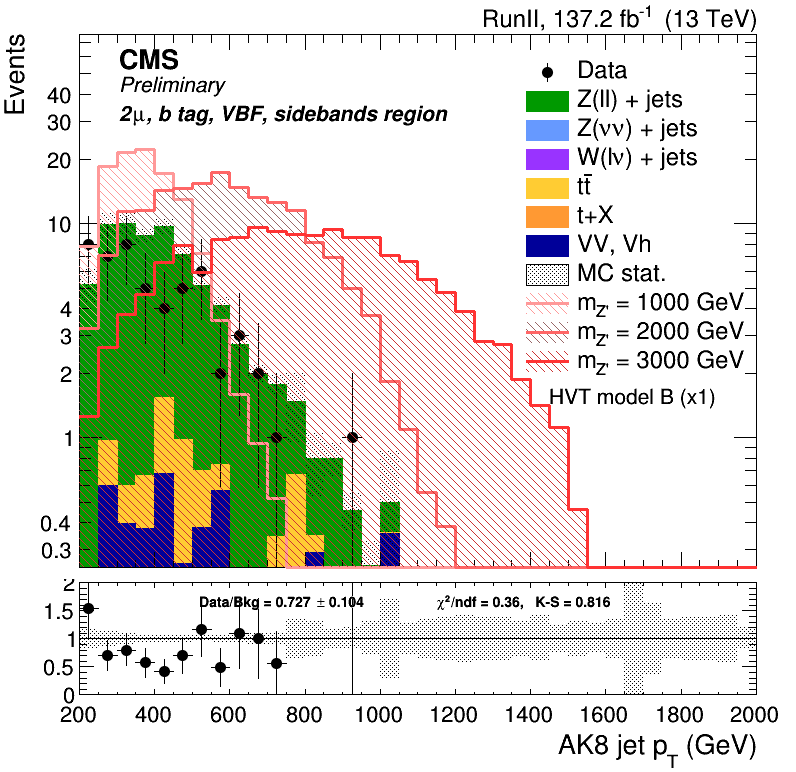 RunII, 137.2 fb⁻¹ (13 TeV)
Events
CMS
Preliminary
2μ, b tag, VBF, sidebands region
Data
Z(ll) + jets
Z(νν) + jets
W(lν) + jets
tt̄
t+X
VV, Vh
MC stat.
m_Z' = 1000 GeV
m_Z' = 2000 GeV
m_Z' = 3000 GeV
HVT model B (x1)
40
30
20
10
4
3
2
1
0.4
0.3
Data/Bkg = 0.727 ± 0.104
χ²/ndf = 0.36, K-S = 0.816
2
1.5
1
0.5
0
200 400 600 800 1000 1200 1400 1600 1800 2000
AK8 jet p_T (GeV)